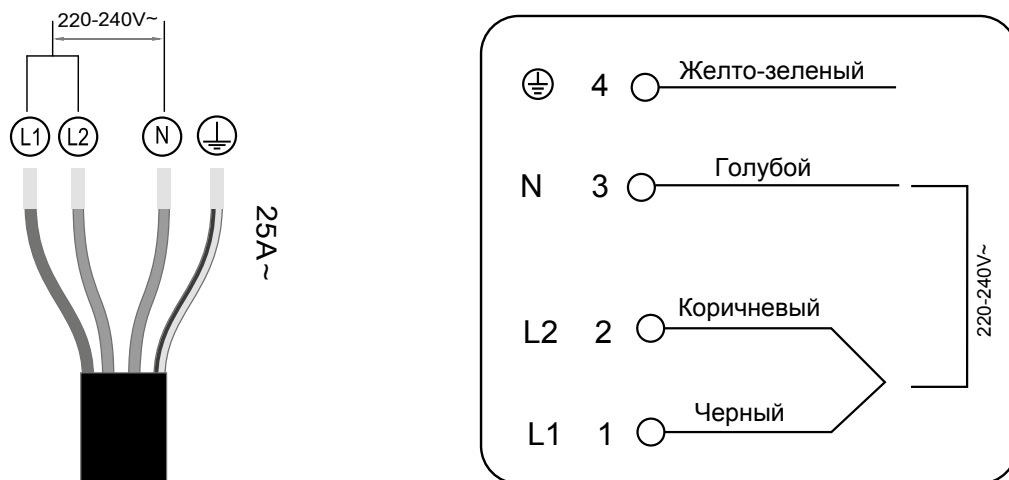 220-240V~
L1 L2 N
25A~
4 Желто-зеленый
N 3 Голубой
220-240V~
L2 2 Коричневый
L1 1 Черный